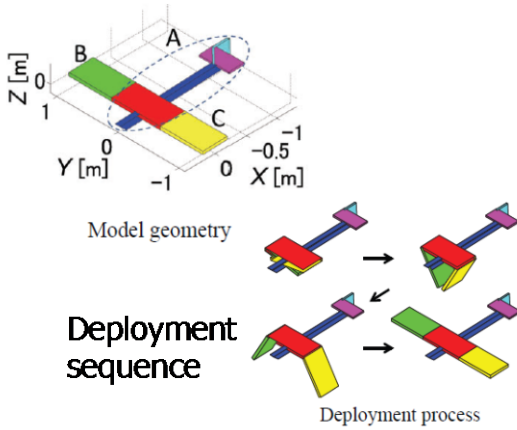 A
B
C
Z [m]
0
1
0
-1
Y [m]
-1
-0.5
0
X [m]
Model geometry
Deployment
sequence
Deployment process